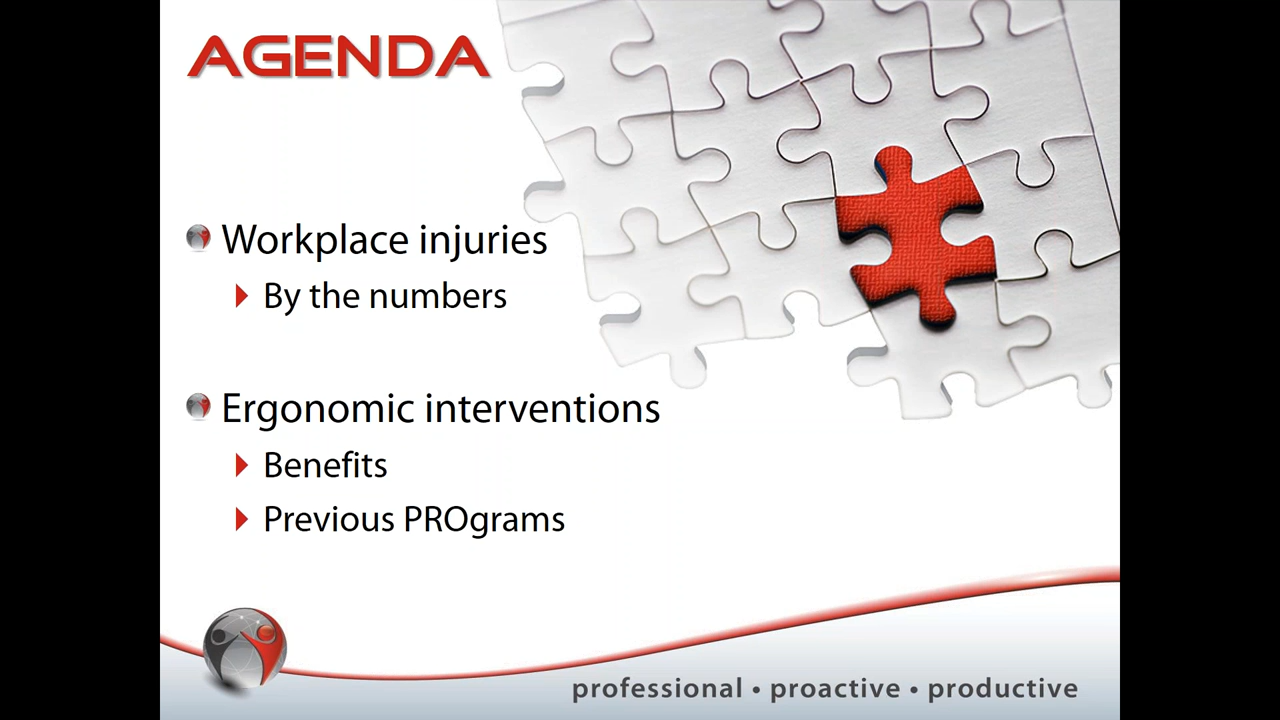 AGENDA
Workplace injuries
By the numbers
Ergonomic interventions
Benefits
Previous PROgrams
professional • proactive • productive